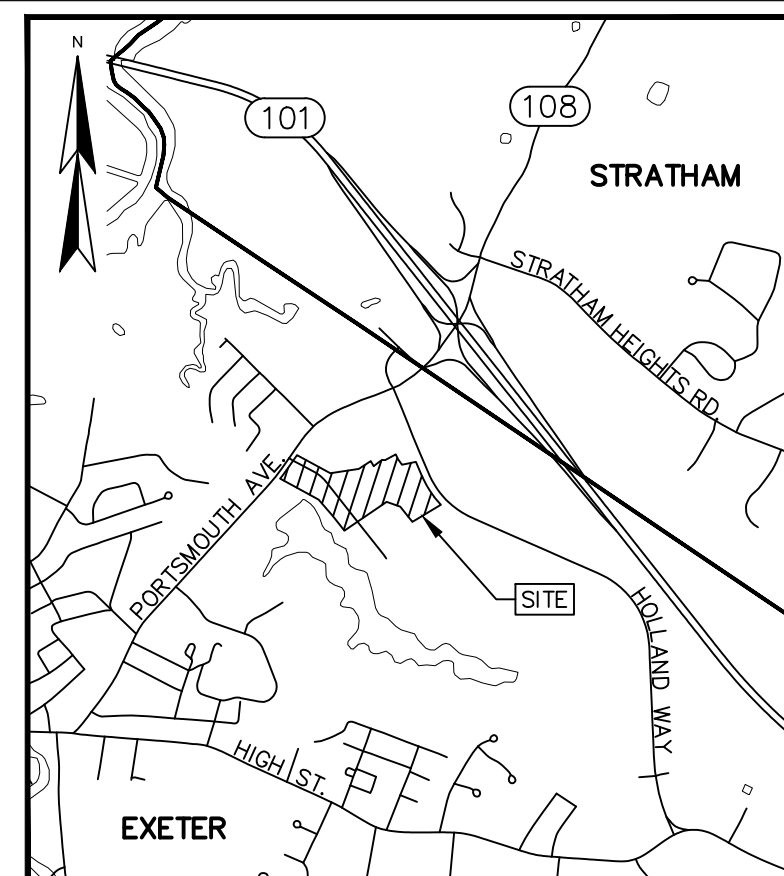 N
101
108
STRATHAM
STRATHAM HEIGHTS RD.
PORTSMOUTH AVE.
SITE
HOLLAND WAY
HIGH ST.
EXETER